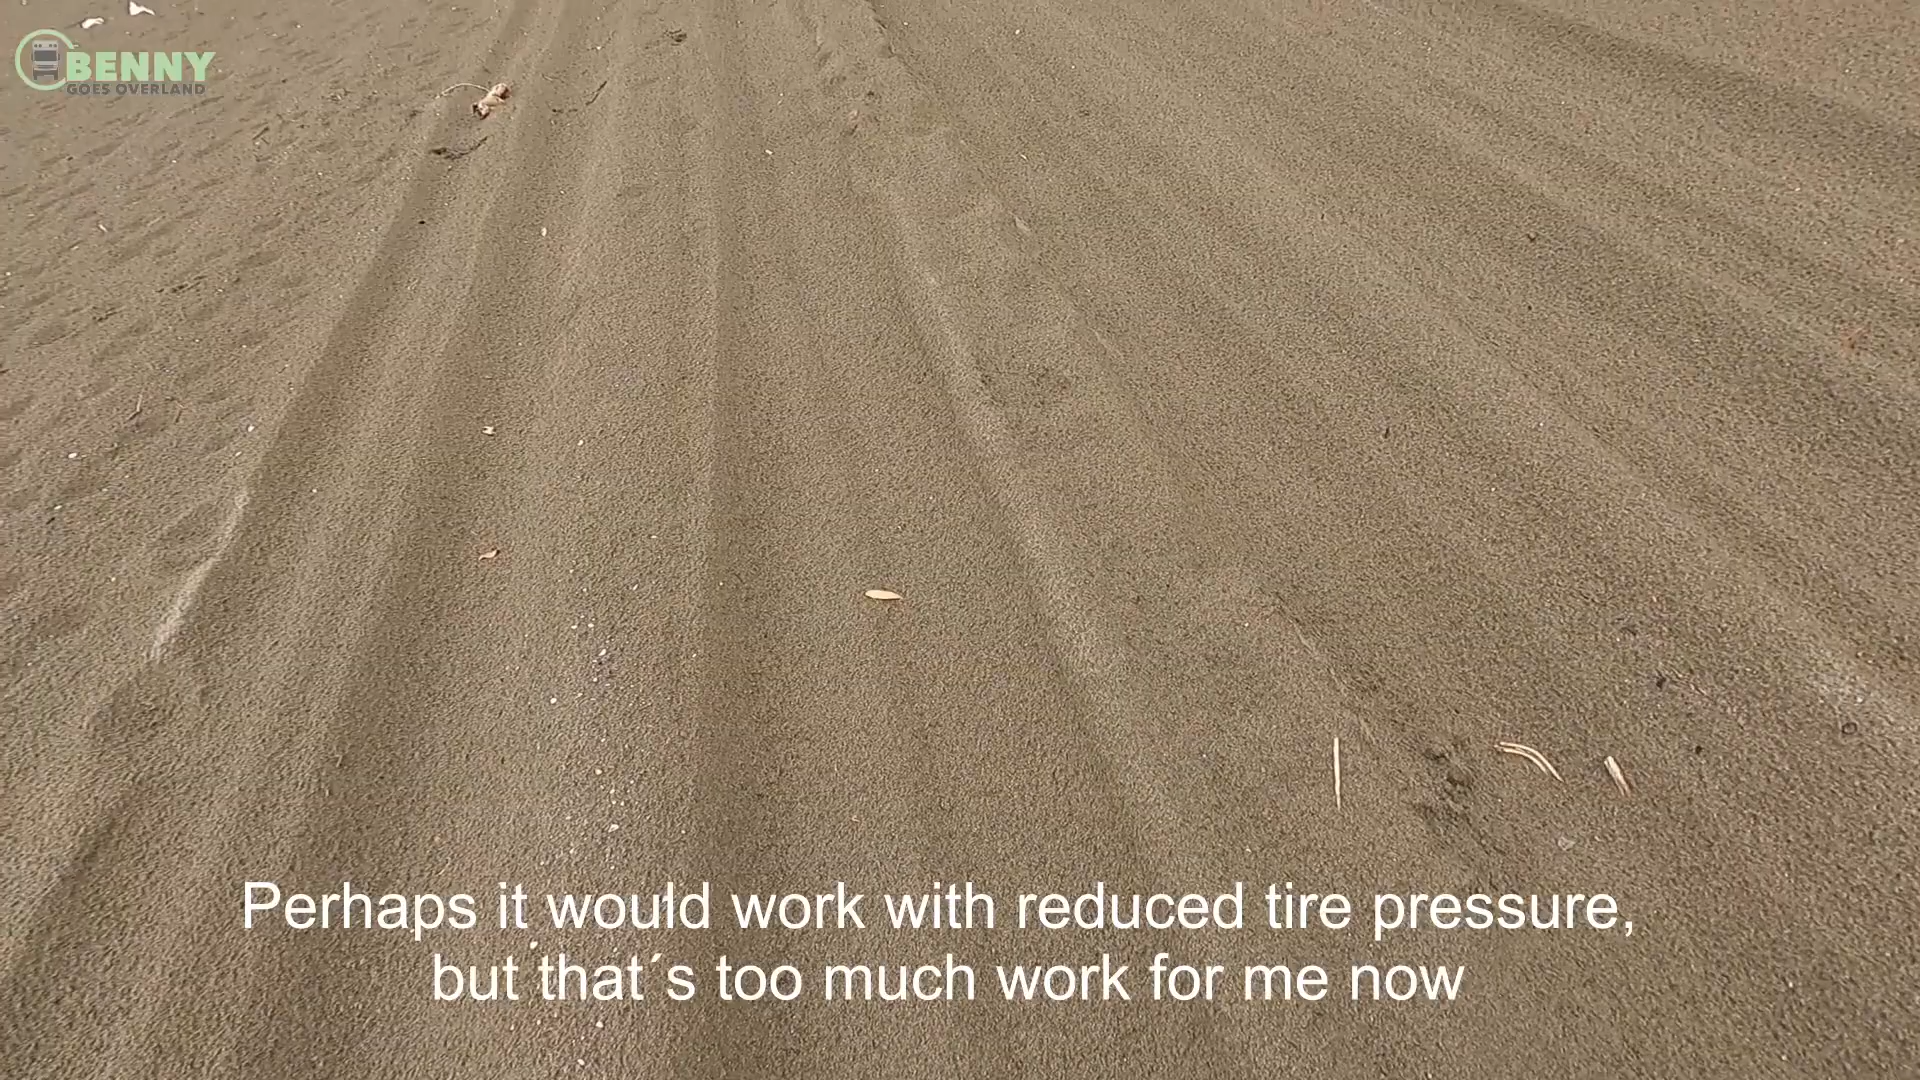 BENNY
GOES OVERLAND
Perhaps it would work with reduced tire pressure,
but that´s too much work for me now